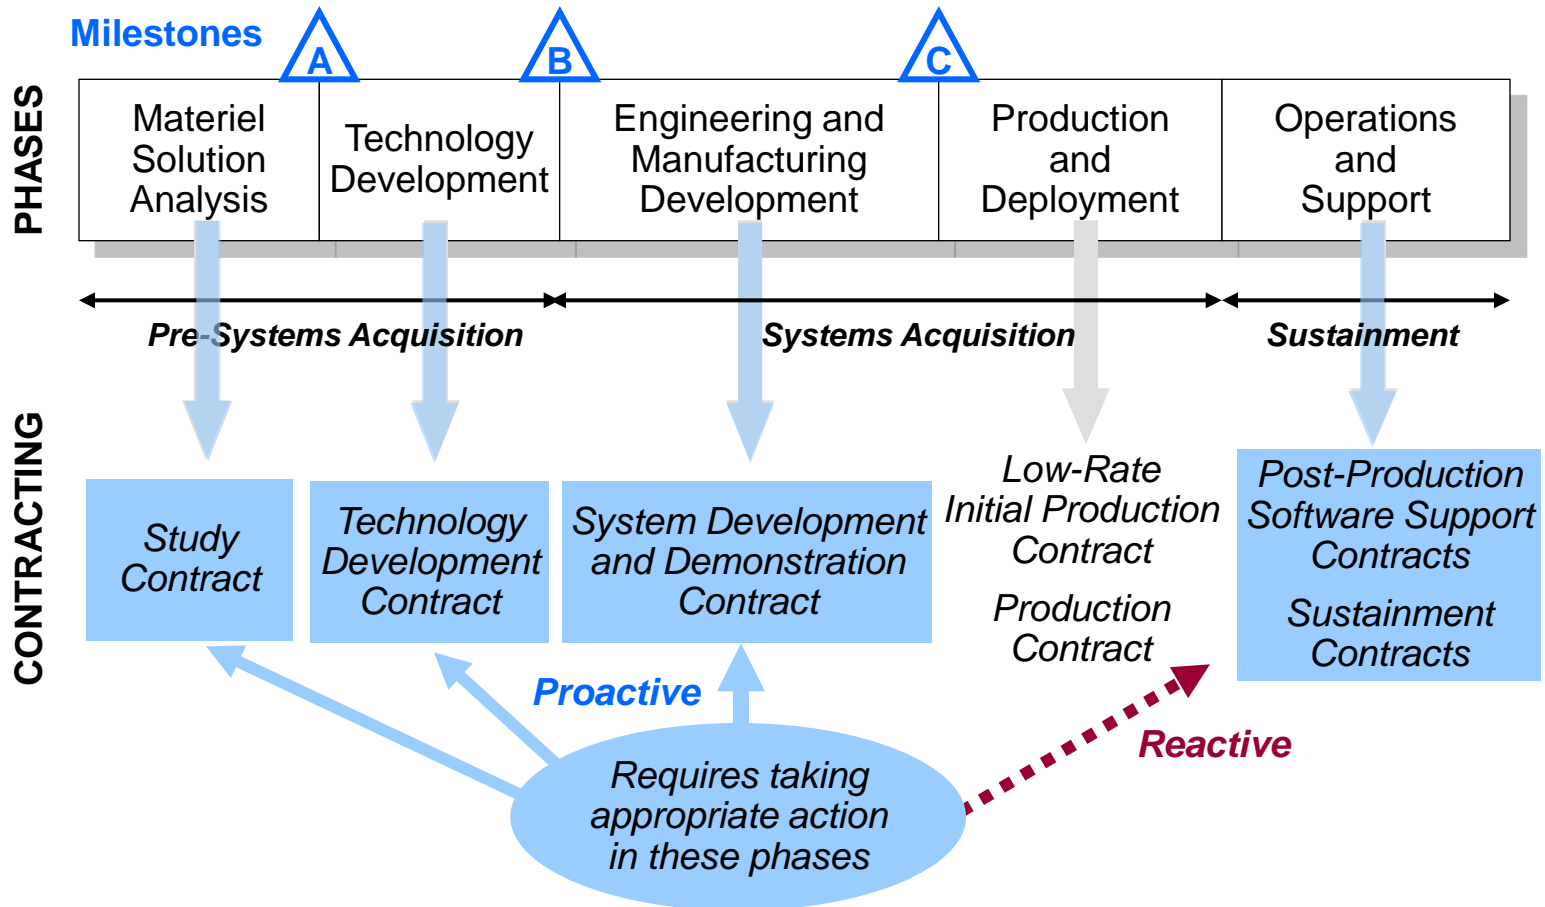 Milestones
A
B
C
PHASES
Materiel
Solution
Analysis
Technology
Development
Engineering and
Manufacturing
Development
Production
and
Deployment
Operations
and
Support
Pre-Systems Acquisition
Systems Acquisition
Sustainment
CONTRACTING
Study
Contract
Technology
Development
Contract
System Development
and Demonstration
Contract
Low-Rate
Initial Production
Contract
Production
Contract
Post-Production
Software Support
Contracts
Sustainment
Contracts
Proactive
Reactive
Requires taking
appropriate action
in these phases